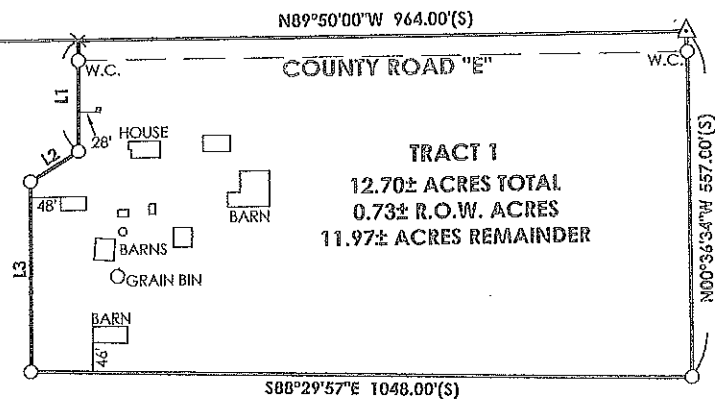 N89°50'00"W 964.00'(S)
W.C.
COUNTY ROAD "E"
W.C.
L1
28'
HOUSE
L2
TRACT 1
12.70± ACRES TOTAL
0.73± R.O.W. ACRES
11.97± ACRES REMAINDER
N00°36'34"W 557.00'(S)
48'
BARN
BARNS
L3
GRAIN BIN
BARN
46'
S88°29'57"E 1048.00'(S)